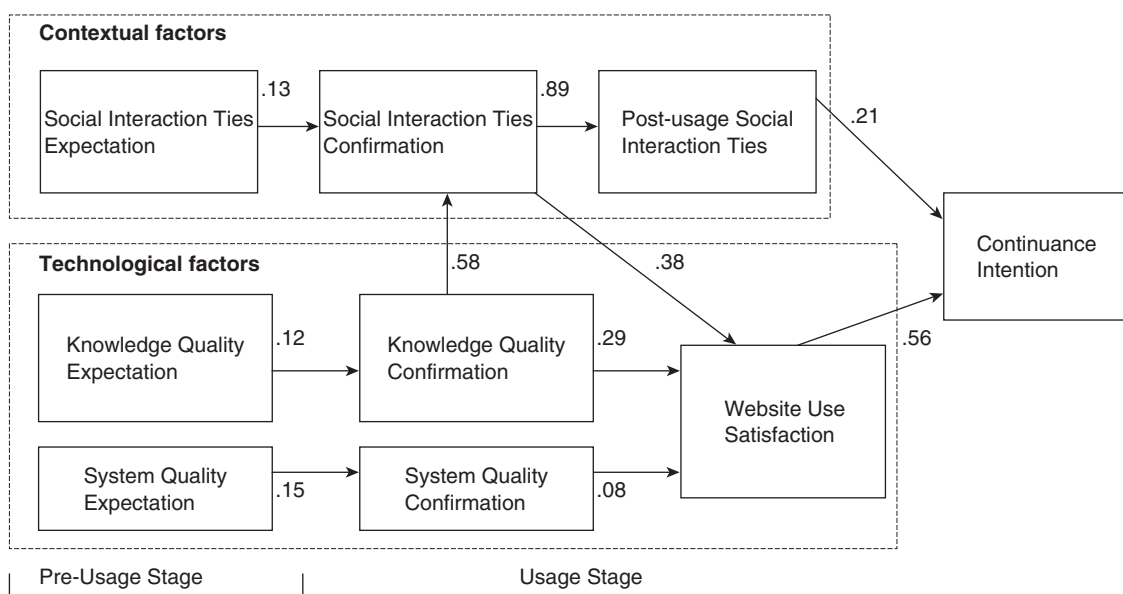 Contextual factors
Social Interaction Ties
Expectation
.13
Social Interaction Ties
Confirmation
.89
Post-usage Social
Interaction Ties
.21
Continuance
Intention
Technological factors
.58
.38
Knowledge Quality
Expectation
.12
Knowledge Quality
Confirmation
.29
.56
Website Use
Satisfaction
System Quality
Expectation
.15
System Quality
Confirmation
.08
Pre-Usage Stage
Usage Stage